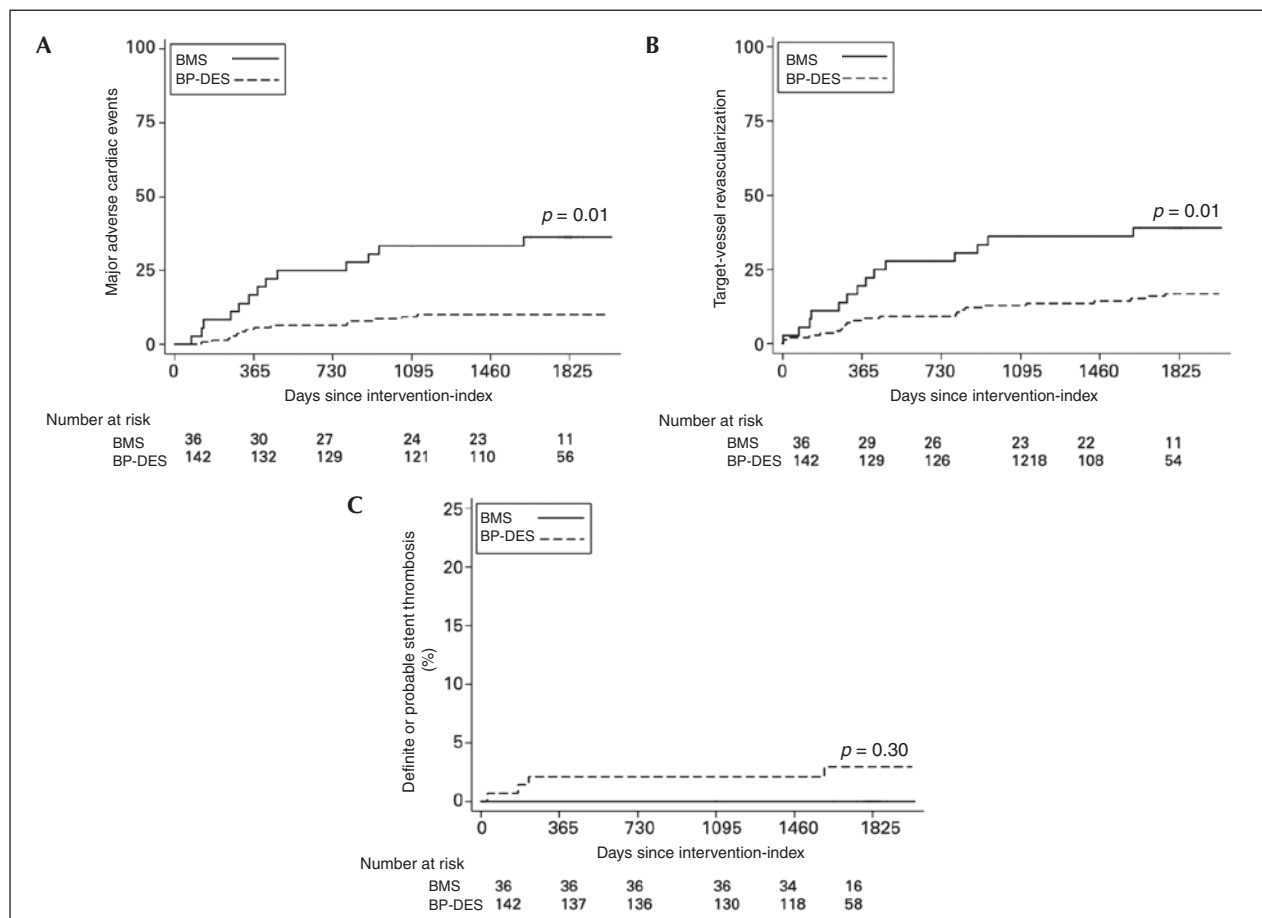 A
BMS
BP-DES
100
75
50
25
0
Major adverse cardiac events
p = 0.01
0 365 730 1095 1460 1825
Days since intervention-index
Number at risk
BMS 36 30 27 24 23 11
BP-DES 142 132 129 121 110 56
B
BMS
BP-DES
100
75
50
25
0
Target-vessel revascularization
p = 0.01
0 365 730 1095 1460 1825
Days since intervention-index
Number at risk
BMS 36 29 26 23 22 11
BP-DES 142 129 126 1218 108 54
C
BMS
BP-DES
25
20
15
10
5
0
Definite or probable stent thrombosis
(%)
p = 0.30
0 365 730 1095 1460 1825
Days since intervention-index
Number at risk
BMS 36 36 36 36 34 16
BP-DES 142 137 136 130 118 58